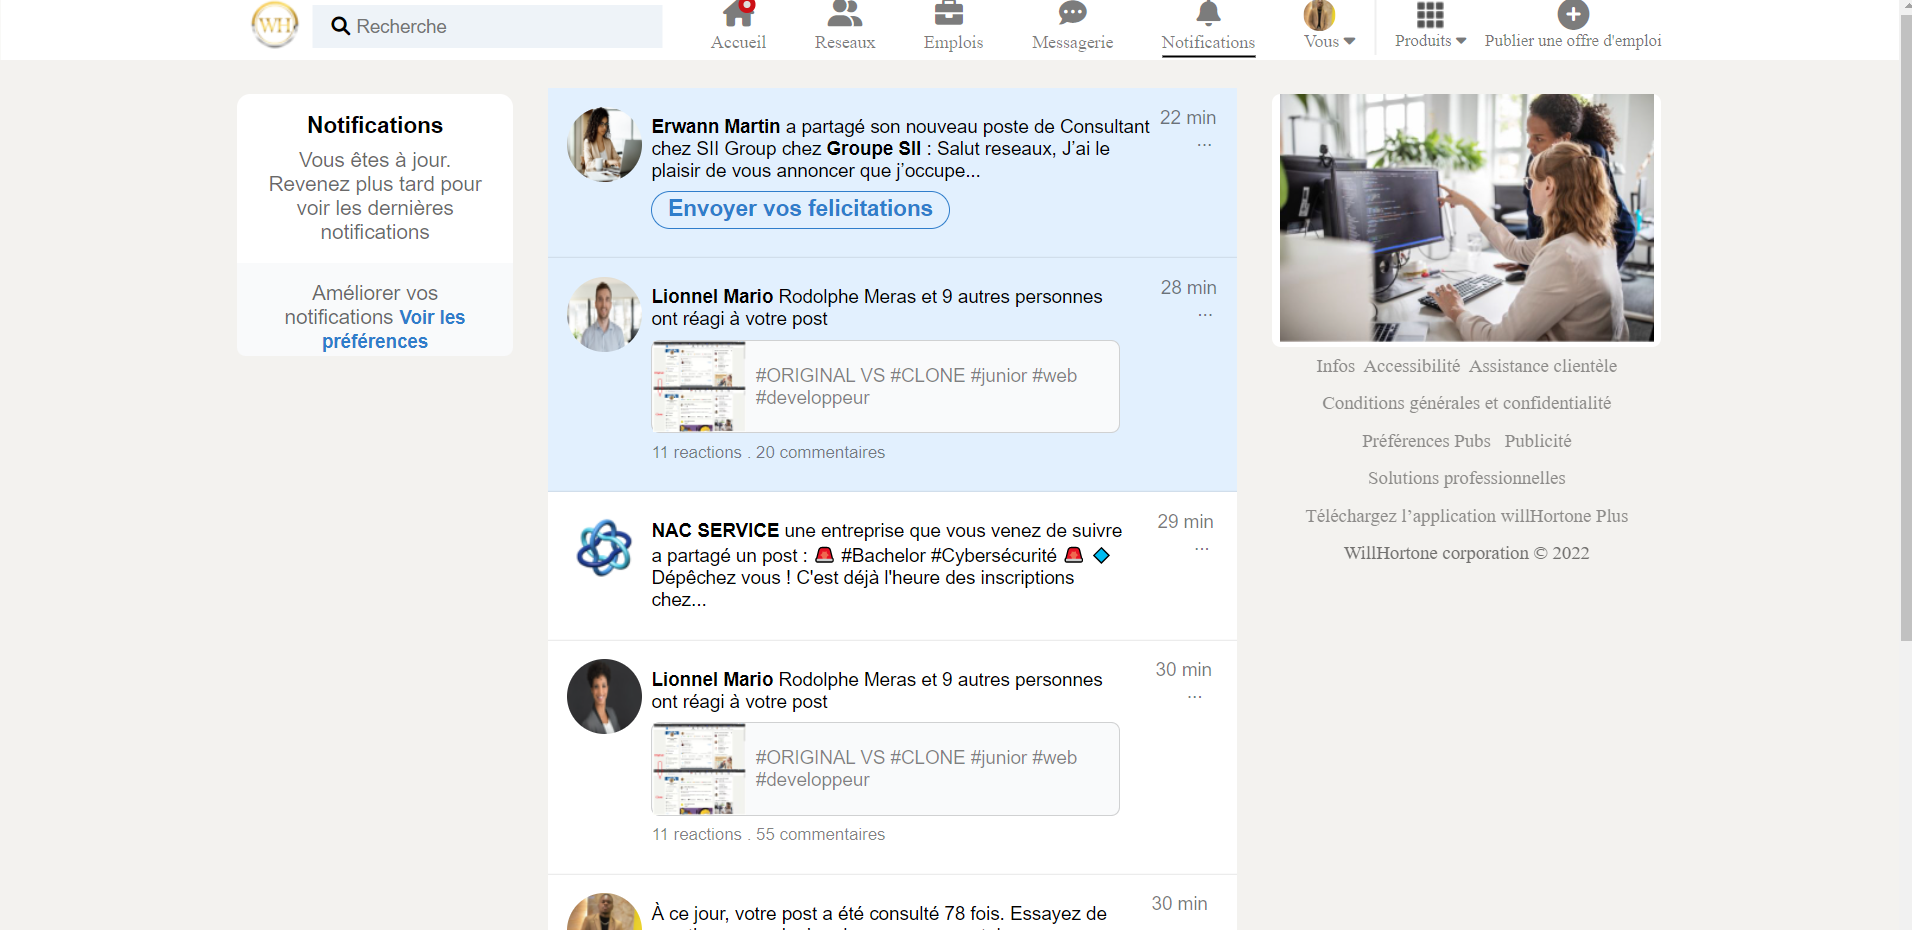 WH
Recherche
Accueil
Reseaux
Emplois
Messagerie
Notifications
Vous
Produits
Publier une offre d'emploi
Notifications
Vous êtes à jour.
Revenez plus tard pour
voir les dernières
notifications
Améliorer vos
notifications Voir les
préférences
Erwann Martin a partagé son nouveau poste de Consultant
chez SII Group chez Groupe SII : Salut reseaux, J’ai le
plaisir de vous annoncer que j’occupe...
22 min
...
Envoyer vos felicitations
Lionnel Mario Rodolphe Meras et 9 autres personnes
ont réagi à votre post
28 min
...
#ORIGINAL VS #CLONE #junior #web
#developpeur
11 reactions . 20 commentaires
NAC SERVICE une entreprise que vous venez de suivre
a partagé un post : 🚨 #Bachelor #Cybersécurité 🚨 🔷
Dépêchez vous ! C'est déjà l'heure des inscriptions
chez...
29 min
...
Lionnel Mario Rodolphe Meras et 9 autres personnes
ont réagi à votre post
30 min
...
#ORIGINAL VS #CLONE #junior #web
#developpeur
11 reactions . 55 commentaires
À ce jour, votre post a été consulté 78 fois. Essayez de
30 min
Infos Accessibilité Assistance clientèle
Conditions générales et confidentialité
Préférences Pubs Publicité
Solutions professionnelles
Téléchargez l’application willHortone Plus
WillHortone corporation © 2022